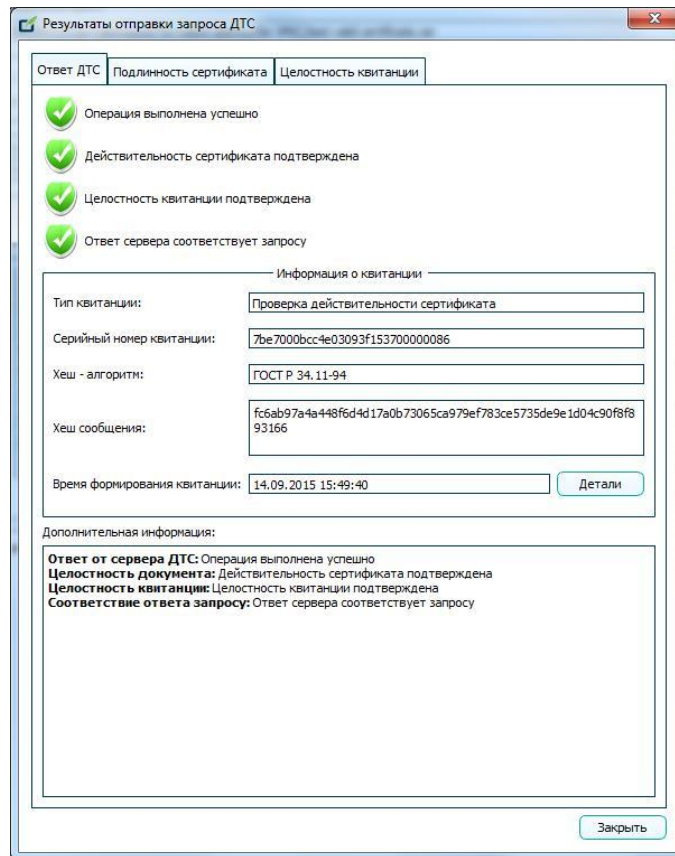 Результаты отправки запроса ДТС
Ответ ДТС
Подлинность сертификата
Целостность квитанции
Операция выполнена успешно
Действительность сертификата подтверждена
Целостность квитанции подтверждена
Ответ сервера соответствует запросу
Информация о квитанции
Тип квитанции:
Проверка действительности сертификата
Серийный номер квитанции:
7be7000bcc4e03093f153700000086
Хеш - алгоритм:
ГОСТ Р 34.11-94
Хеш сообщения:
fc6ab97a4a448f6d4d17a0b73065ca979ef783ce5735de9e1d04c90f8f8
93166
Время формирования квитанции:
14.09.2015 15:49:40
Детали
Дополнительная информация:
Ответ от сервера ДТС: Операция выполнена успешно
Целостность документа: Действительность сертификата подтверждена
Целостность квитанции: Целостность квитанции подтверждена
Соответствие ответа запросу: Ответ сервера соответствует запросу
Закрыть